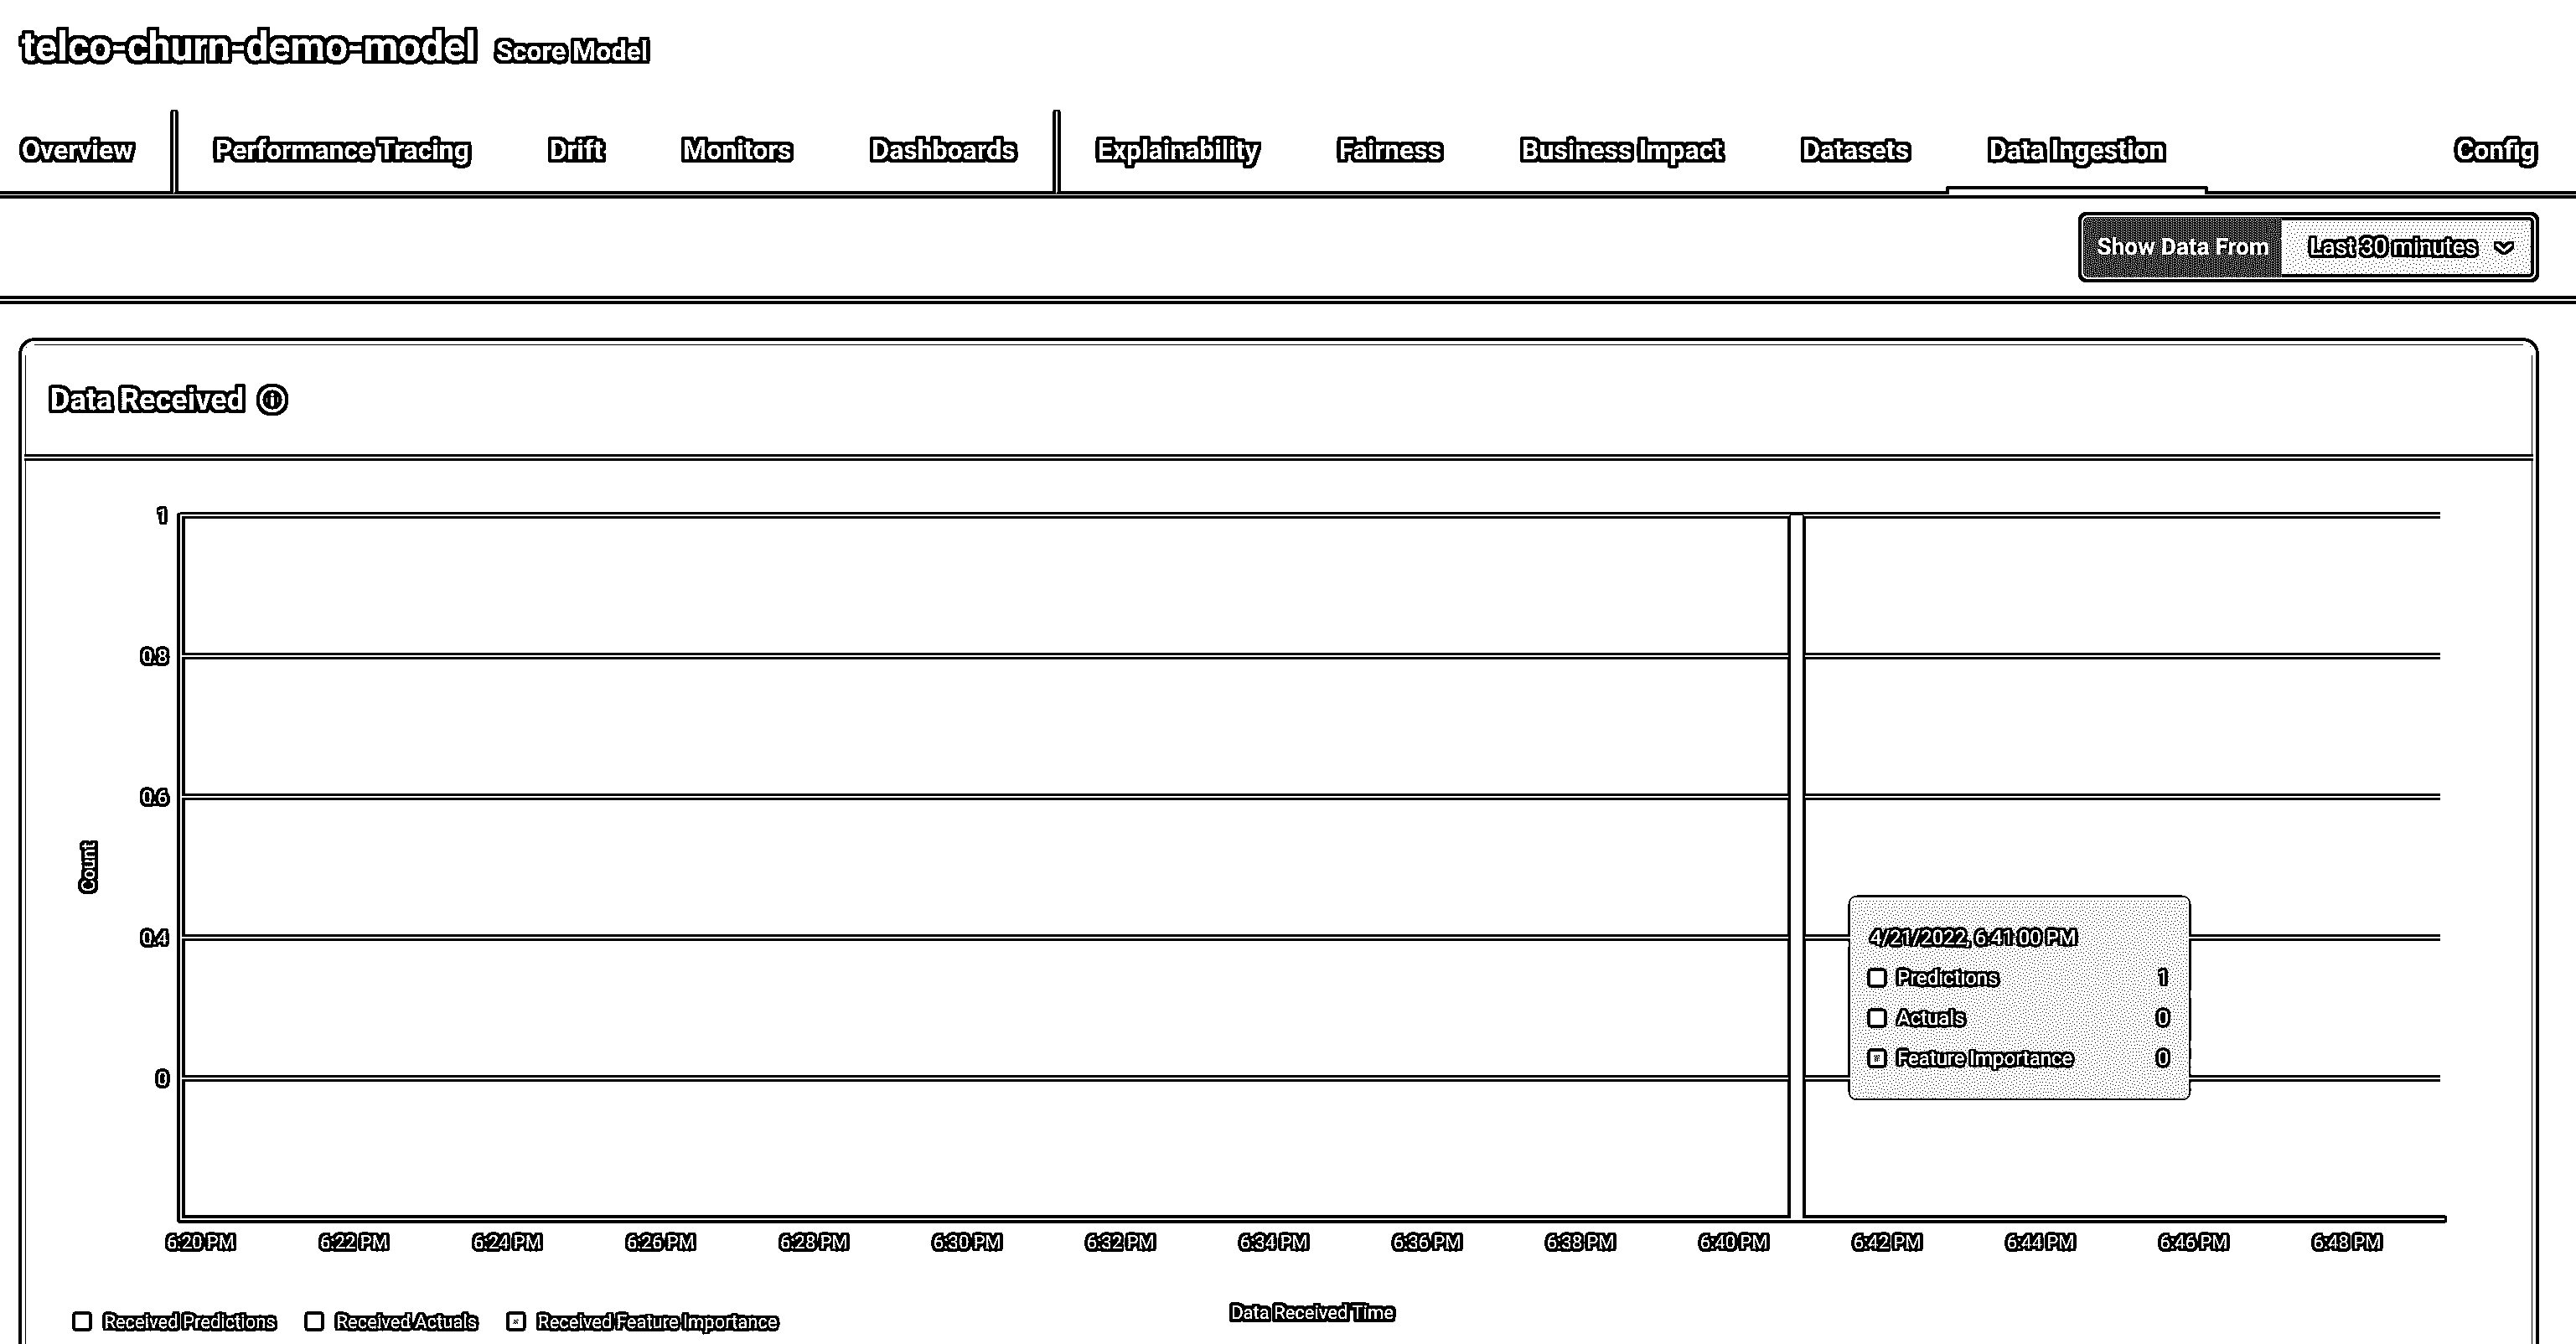 telco-churn-demo-model Score Model
Overview Performance Tracing Drift Monitors Dashboards Explainability Fairness Business Impact Datasets Data Ingestion Config
Show Data From Last 30 minutes
Data Received
1
0.8
0.6
0.4
0
Count
4/21/2022, 6:41:00 PM
Predictions 1
Actuals 0
Feature Importance 0
6:20 PM 6:22 PM 6:24 PM 6:26 PM 6:28 PM 6:30 PM 6:32 PM 6:34 PM 6:36 PM 6:38 PM 6:40 PM 6:42 PM 6:44 PM 6:46 PM 6:48 PM
Data Received Time
Received Predictions Received Actuals Received Feature Importance